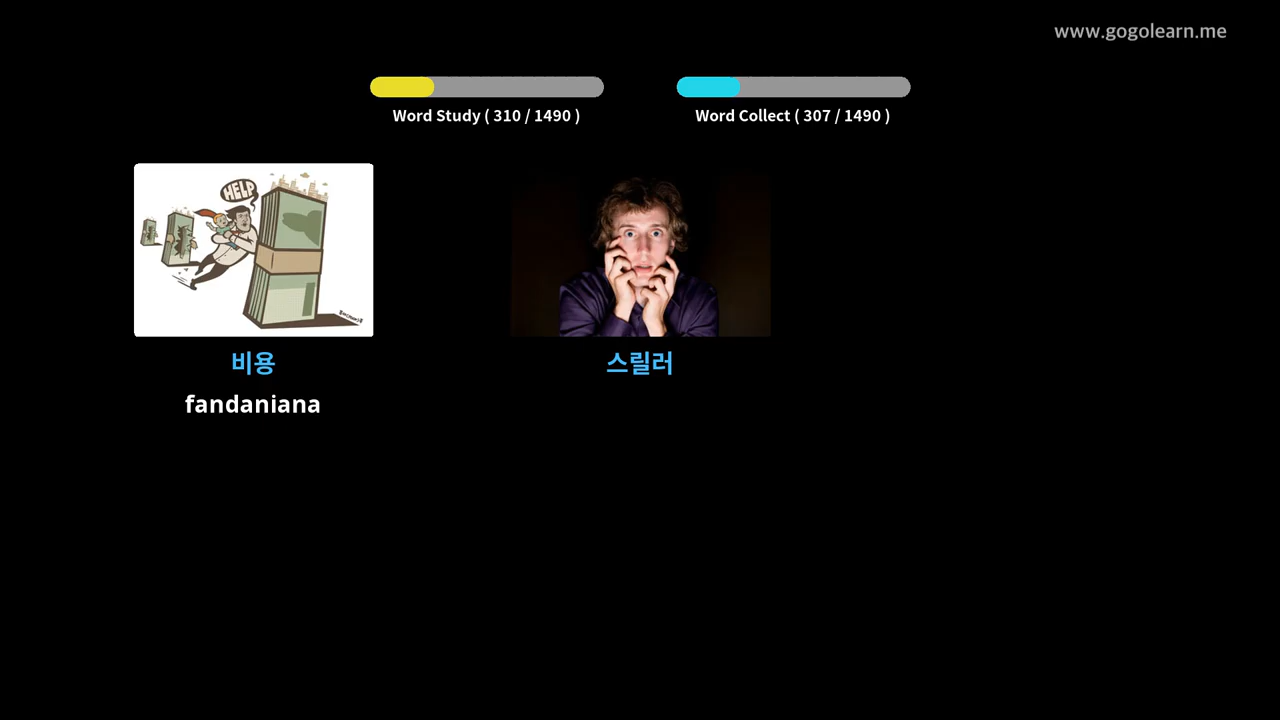 www.gogolearn.me
Word Study ( 310 / 1490 )
Word Collect ( 307 / 1490 )
HELP
비용
스릴러
fandaniana